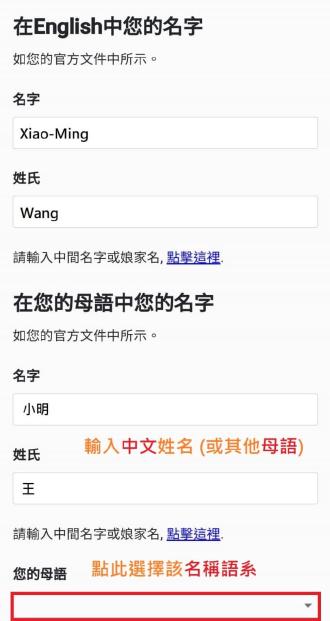 在English中您的名字
如您的官方文件中所示。
名字
Xiao-Ming
姓氏
Wang
請輸入中間名字或娘家名, 點擊這裡.
在您的母語中您的名字
如您的官方文件中所示。
名字
小明
輸入中文姓名 (或其他母語)
姓氏
王
請輸入中間名字或娘家名, 點擊這裡.
您的母語 點此選擇該名稱語系